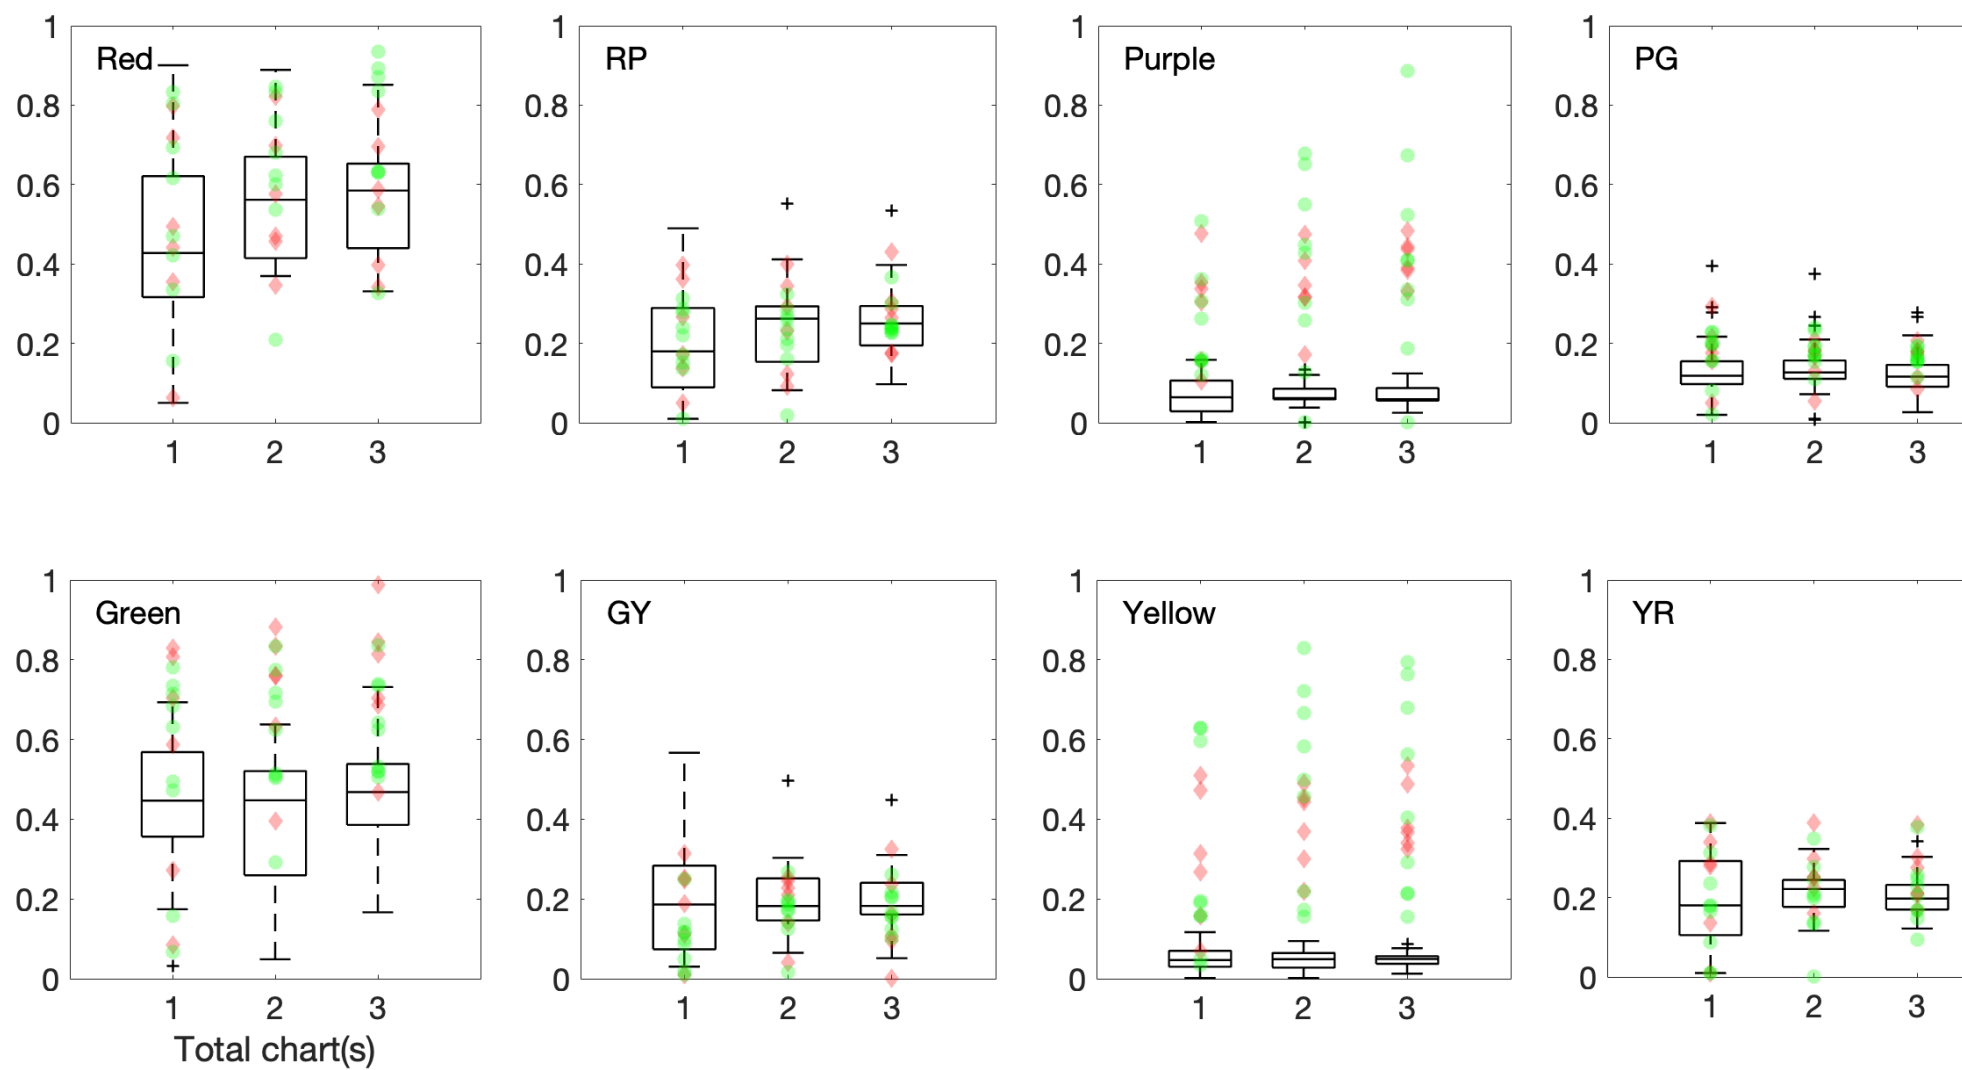 1 1 1 1
Red RP Purple PG
0.8 0.8 0.8 0.8
0.6 0.6 0.6 0.6
0.4 0.4 0.4 0.4
0.2 0.2 0.2 0.2
0 0 0 0
1 2 3 1 2 3 1 2 3 1 2 3
1 1 1 1
Green GY Yellow YR
0.8 0.8 0.8 0.8
0.6 0.6 0.6 0.6
0.4 0.4 0.4 0.4
0.2 0.2 0.2 0.2
0 0 0 0
1 2 3 1 2 3 1 2 3 1 2 3
Total chart(s)